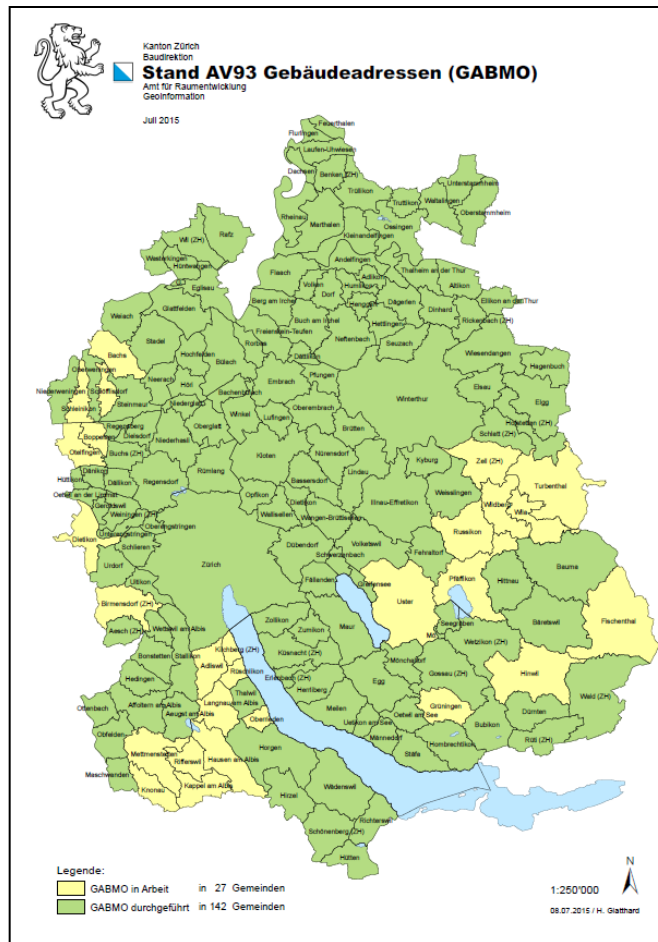 Kanton Zürich
Baudirektion
Stand AV93 Gebäudeadressen (GABMO)
Amt für Raumentwicklung
Geoinformation
Juli 2015
Feuerthalen
Flurlingen
Laufen-Uhwiesen
Dachsen
Benken (ZH)
Unterstammheim
Trüllikon
Truttikon
Waltalingen
Rheinau
Oberstammheim
Marthalen
Ossingen
Kleinandelfingen
Rafz
Wil (ZH)
Wasterkingen
Hüntwangen
Andelfingen
Thalheim an der Thur
Flaach
Adlikon
Eglisau
Volken
Humlikon
Altikon
Dorf
Berg am Irchel
Henggart
Dägerlen
Ellikon an der Thur
Weiach
Glattfelden
Dinhard
Buch am Irchel
Rickenbach (ZH)
Hettlingen
Freienstein-Teufen
Neftenbach
Seuzach
Stadel
Rorbas
Wiesendangen
Bachs
Hochfelden
Dättlikon
Hagenbuch
Oberweningen
Bülach
Neerach
Embrach
Pfungen
Elsau
Niederweningen
Schöfflisdorf
Höri
Bachenbülach
Winterthur
Elgg
Schleinikon
Steinmaur
Niederglatt
Oberembrach
Winkel
Lufingen
Hofstetten (ZH)
Regensberg
Oberglatt
Brütten
Boppelsen
Dielsdorf
Schlatt (ZH)
Niederhasli
Otelfingen
Buchs (ZH)
Nürensdorf
Kloten
Kyburg
Zell (ZH)
Dänikon
Lindau
Hüttikon
Dällikon
Regensdorf
Rümlang
Bassersdorf
Turbenthal
Weisslingen
Oetwil an der Limmat
Opfikon
Dietlikon
Illnau-Effretikon
Wildberg
Wila
Geroldswil
Weiningen (ZH)
Wallisellen
Wangen-Brüttisellen
Oberengstringen
Russikon
Dietikon
Unterengstringen
Dübendorf
Volketswil
Schlieren
Schwerzenbach
Fehraltorf
Urdorf
Zürich
Bauma
Fällanden
Greifensee
Pfäffikon
Hittnau
Uitikon
Birmensdorf (ZH)
Uster
Fischenthal
Zollikon
Maur
Seegräben
Bäretswil
Aesch (ZH)
Wettswil am Albis
Zumikon
Wetzikon (ZH)
Kilchberg (ZH)
Küsnacht (ZH)
Bonstetten
Stallikon
Mönchaltorf
Adliswil
Rüschlikon
Gossau (ZH)
Hinwil
Hedingen
Erlenbach (ZH)
Egg
Herrliberg
Thalwil
Wald (ZH)
Langnau am Albis
Ottenbach
Affoltern am Albis
Meilen
Grüningen
Aeugst am Albis
Oberrieden
Oetwil am See
Dürnten
Uetikon am See
Bubikon
Obfelden
Männedorf
Rüti (ZH)
Mettmenstetten
Hausen am Albis
Horgen
Stäfa
Hombrechtikon
Rifferswil
Maschwanden
Kappel am Albis
Wädenswil
Knonau
Hirzel
Richterswil
Schönenberg (ZH)
Hütten
Legende:
GABMO in Arbeit in 27 Gemeinden
GABMO durchgeführt in 142 Gemeinden
N
1:250'000
08.07.2015 / H. Glatthard